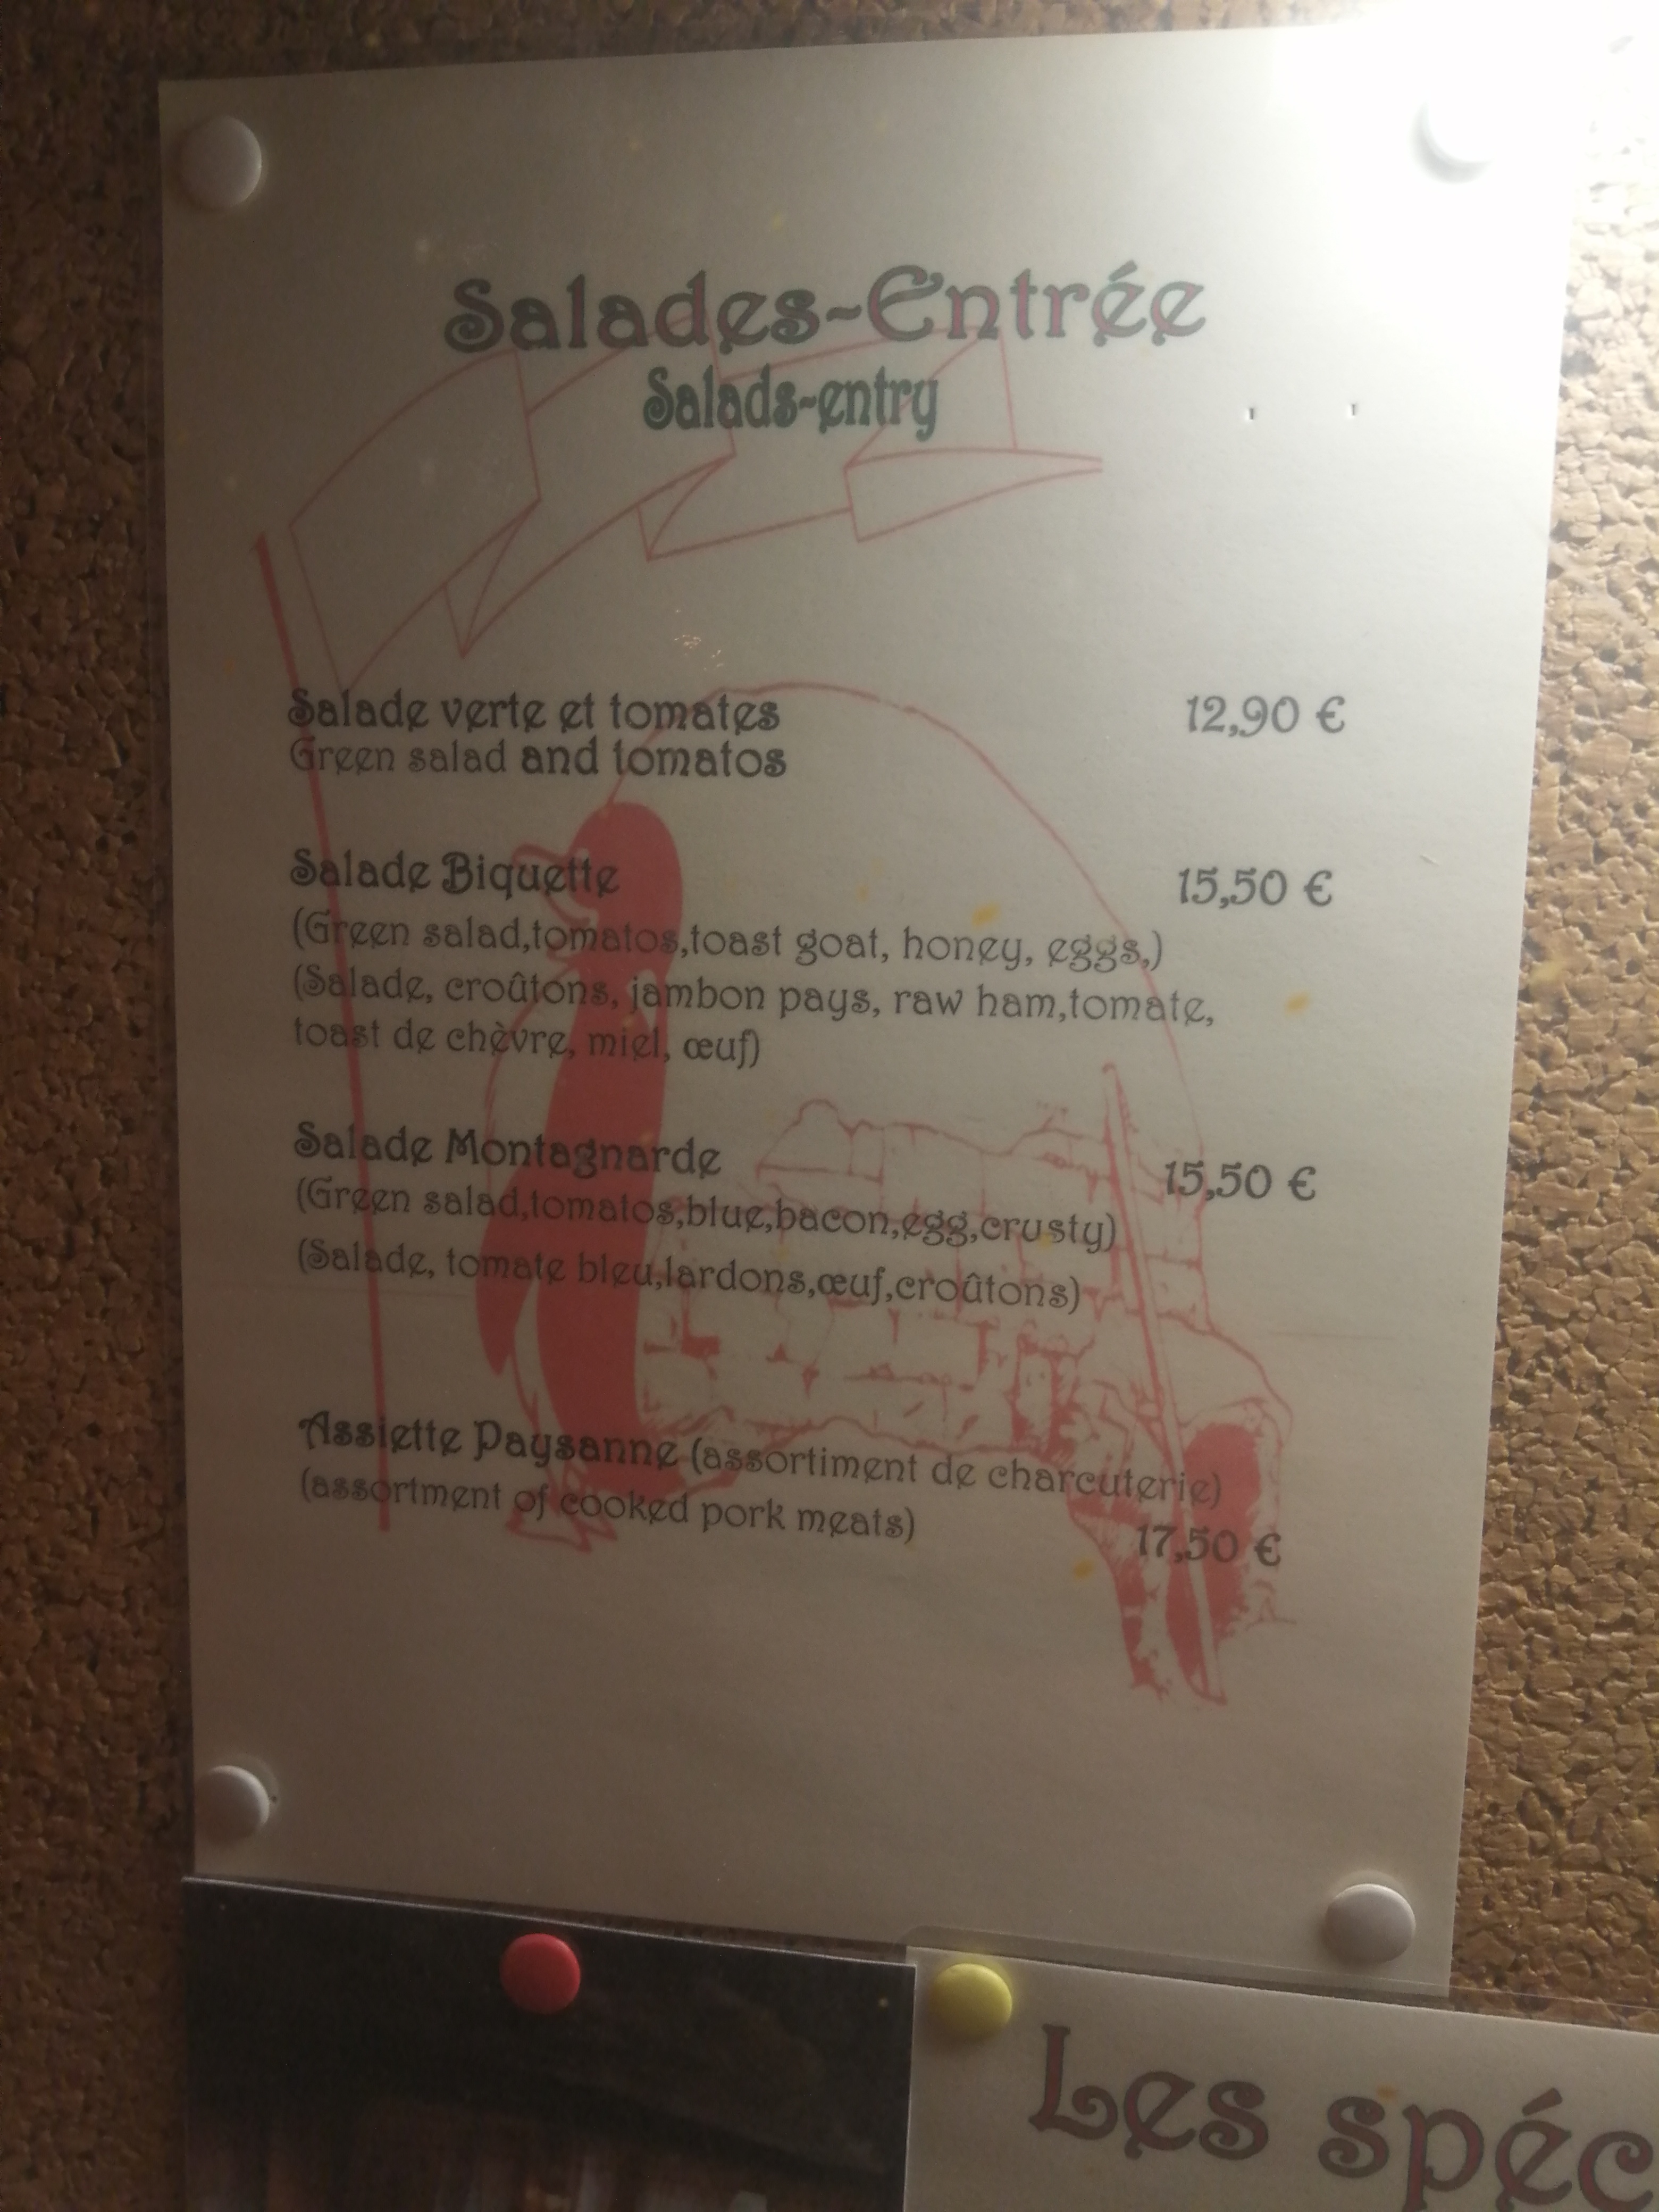 Salades-Entrée
Salads-entry
Salade verte et tomates 12,90 €
Green salad and tomatos
Salade Biquette 15,50 €
(Green salad,tomatos,toast goat, honey, eggs,)
(Salade, croûtons, jambon pays, raw ham,tomate,
toast de chèvre, miel, œuf)
Salade Montagnarde 15,50 €
(Green salad,tomatos,blue,bacon,egg,crusty)
(Salade, tomate bleu,lardons,œuf,croûtons)
Assiette Paysanne (assortiment de charcuterie)
(assortment of cooked pork meats)
17,50 €
Les spéc